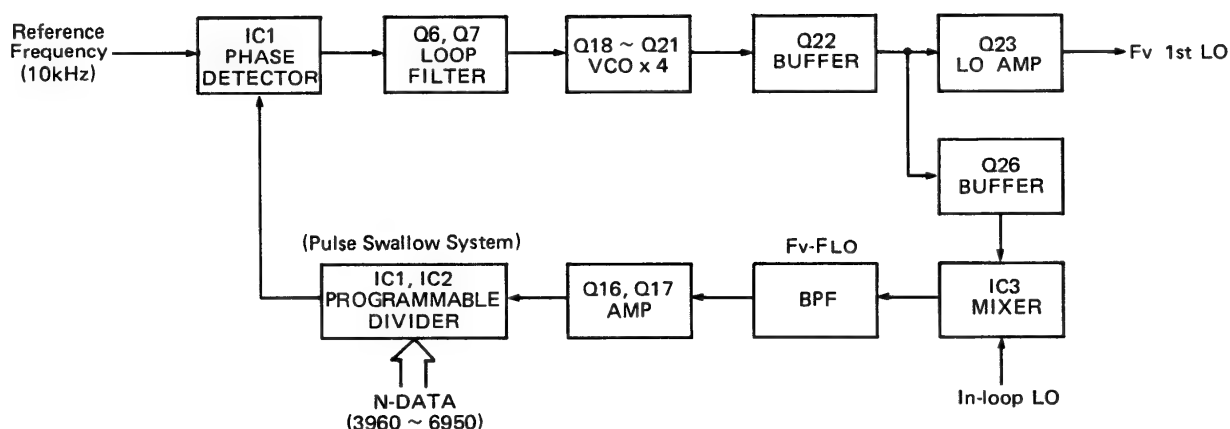 Reference
Frequency
(10kHz)
IC1
PHASE
DETECTOR
Q6, Q7
LOOP
FILTER
Q18 ~ Q21
VCO x 4
Q22
BUFFER
Q23
LO AMP
Fv 1st LO
Q26
BUFFER
(Pulse Swallow System)
IC1, IC2
PROGRAMMABLE
DIVIDER
Q16, Q17
AMP
Fv-FLO
BPF
IC3
MIXER
N-DATA
(3960 ~ 6950)
In-loop LO